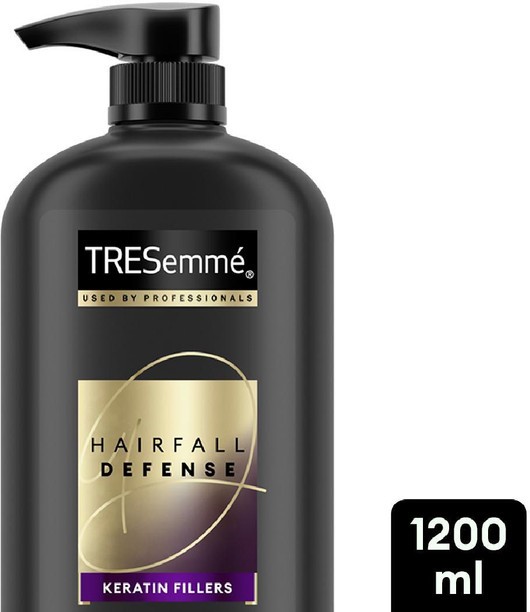 TRESemmé®
USED BY PROFESSIONALS
HAIRFALL
DEFENSE
KERATIN FILLERS
1200
ml